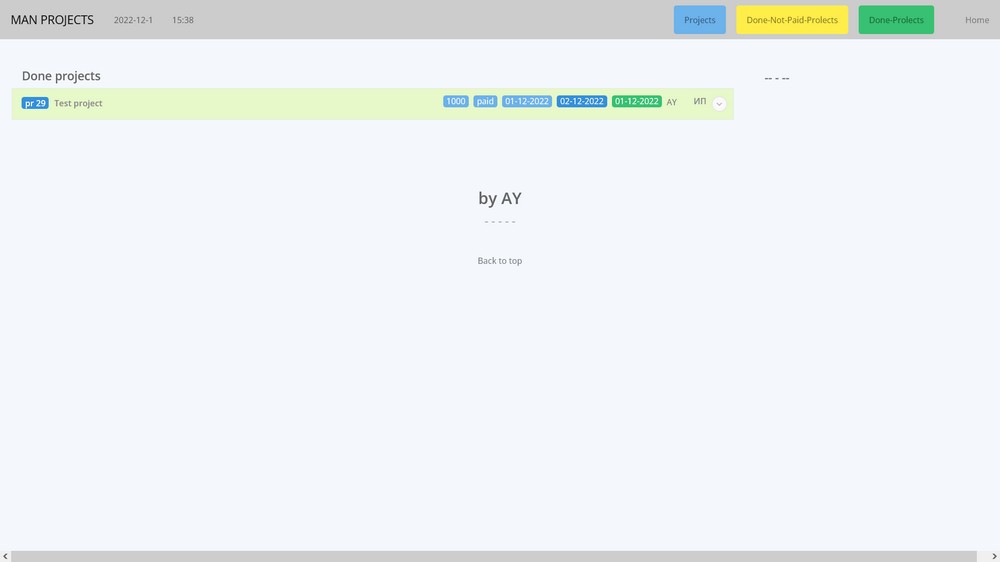 MAN PROJECTS 2022-12-1 15:38 Projects Done-Not-Paid-Prolects Done-Prolects Home
Done projects -- - --
pr 29 Test project 1000 paid 01-12-2022 02-12-2022 01-12-2022 AY ИП
by AY
- - - - -
Back to top